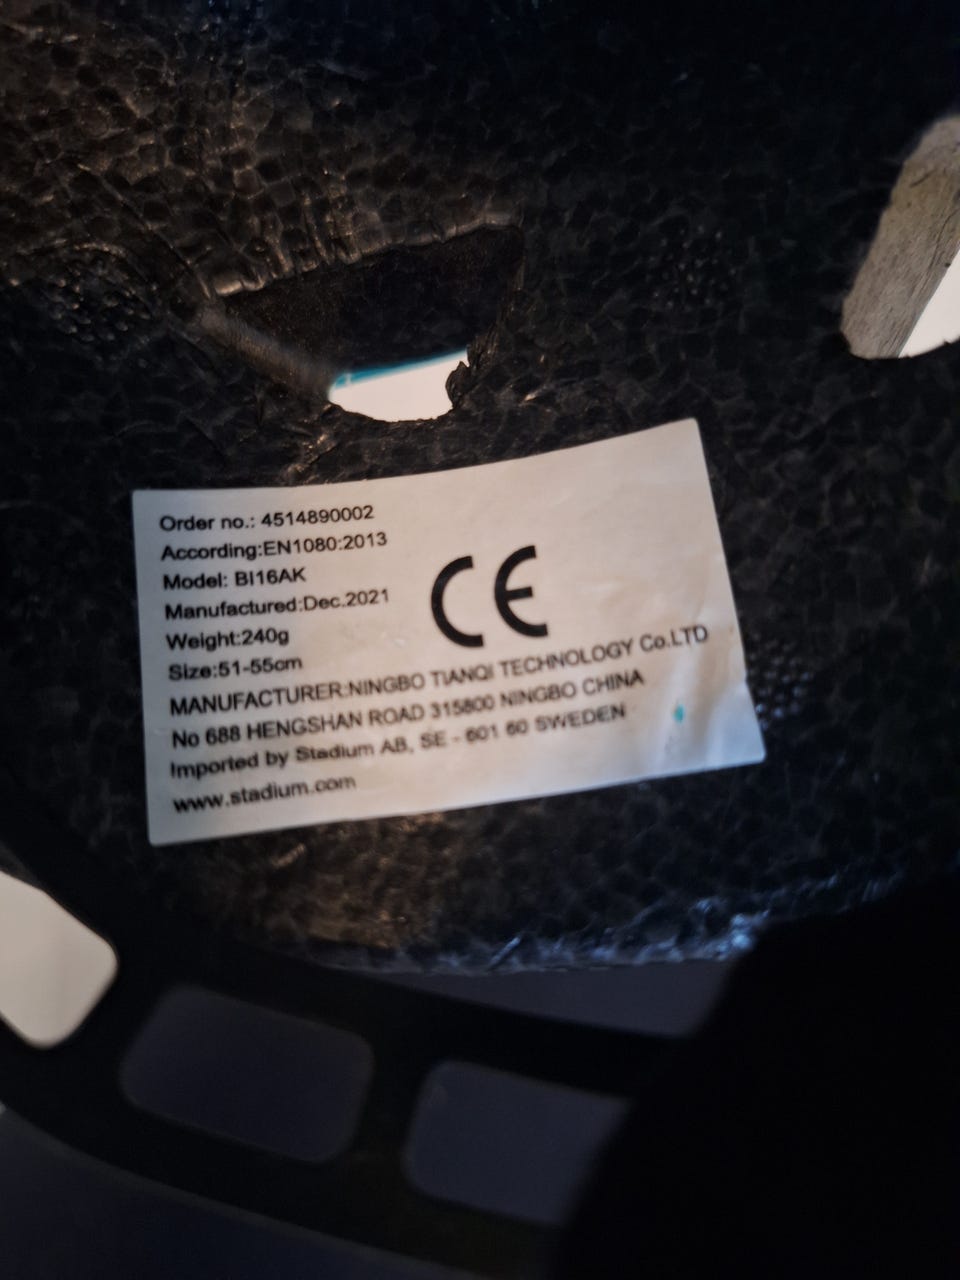 Order no.: 4514890002
According:EN1080:2013
Model: BI16AK
Manufactured:Dec.2021
Weight:240g
Size:51-55cm
CE
MANUFACTURER:NINGBO TIANQI TECHNOLOGY Co.LTD
No 688 HENGSHAN ROAD 315800 NINGBO CHINA
Imported by Stadium AB, SE - 601 60 SWEDEN
www.stadium.com